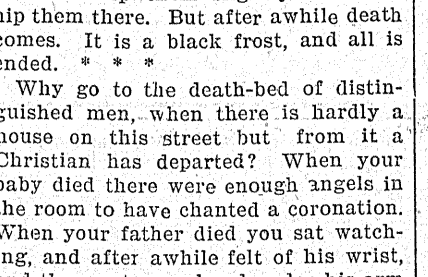 hip them there. But after awhile death
comes. It is a black frost, and all is
ended. * * *
Why go to the death-bed of distin-
guished men, when there is hardly a
house on this street but from it a
Christian has departed? When your
baby died there were enough angels in
the room to have chanted a coronation.
When your father died you sat watch-
ing, and after awhile felt of his wrist,